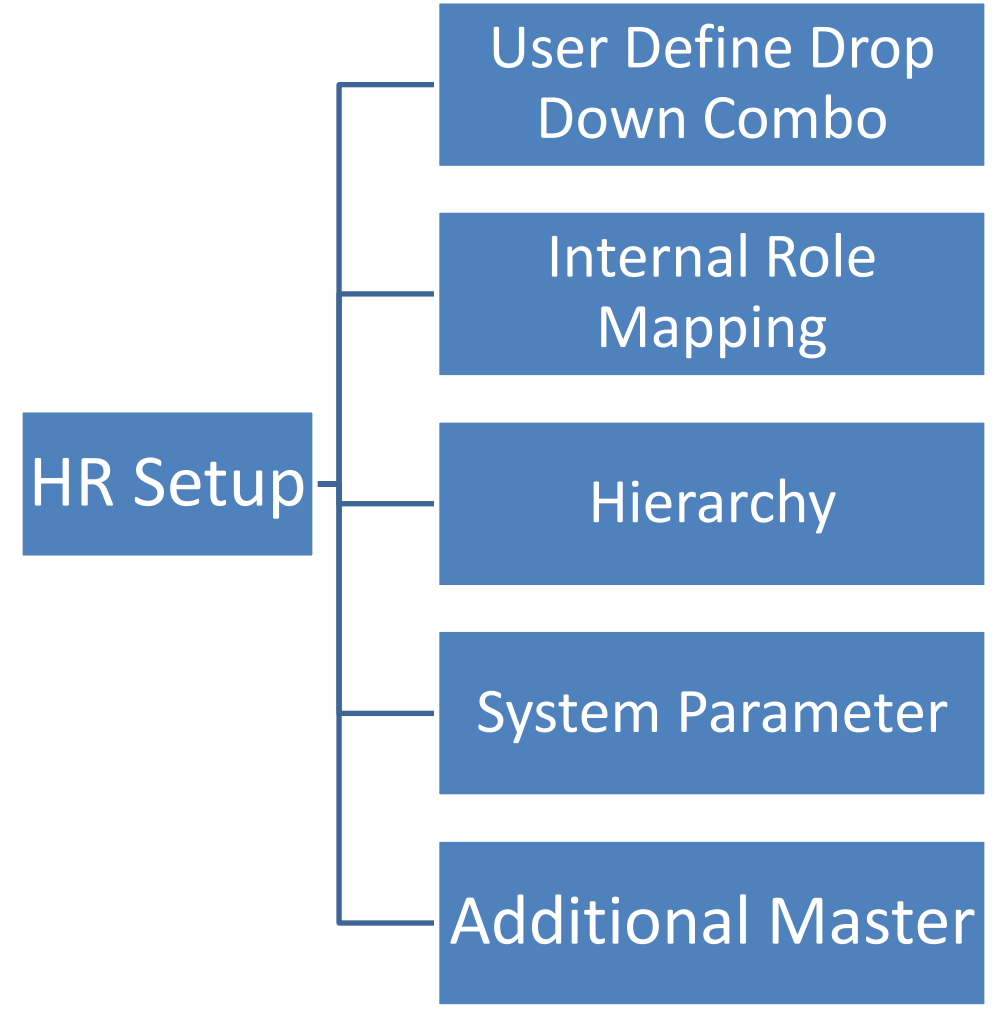 User Define Drop
Down Combo
Internal Role
Mapping
HR Setup
Hierarchy
System Parameter
Additional Master